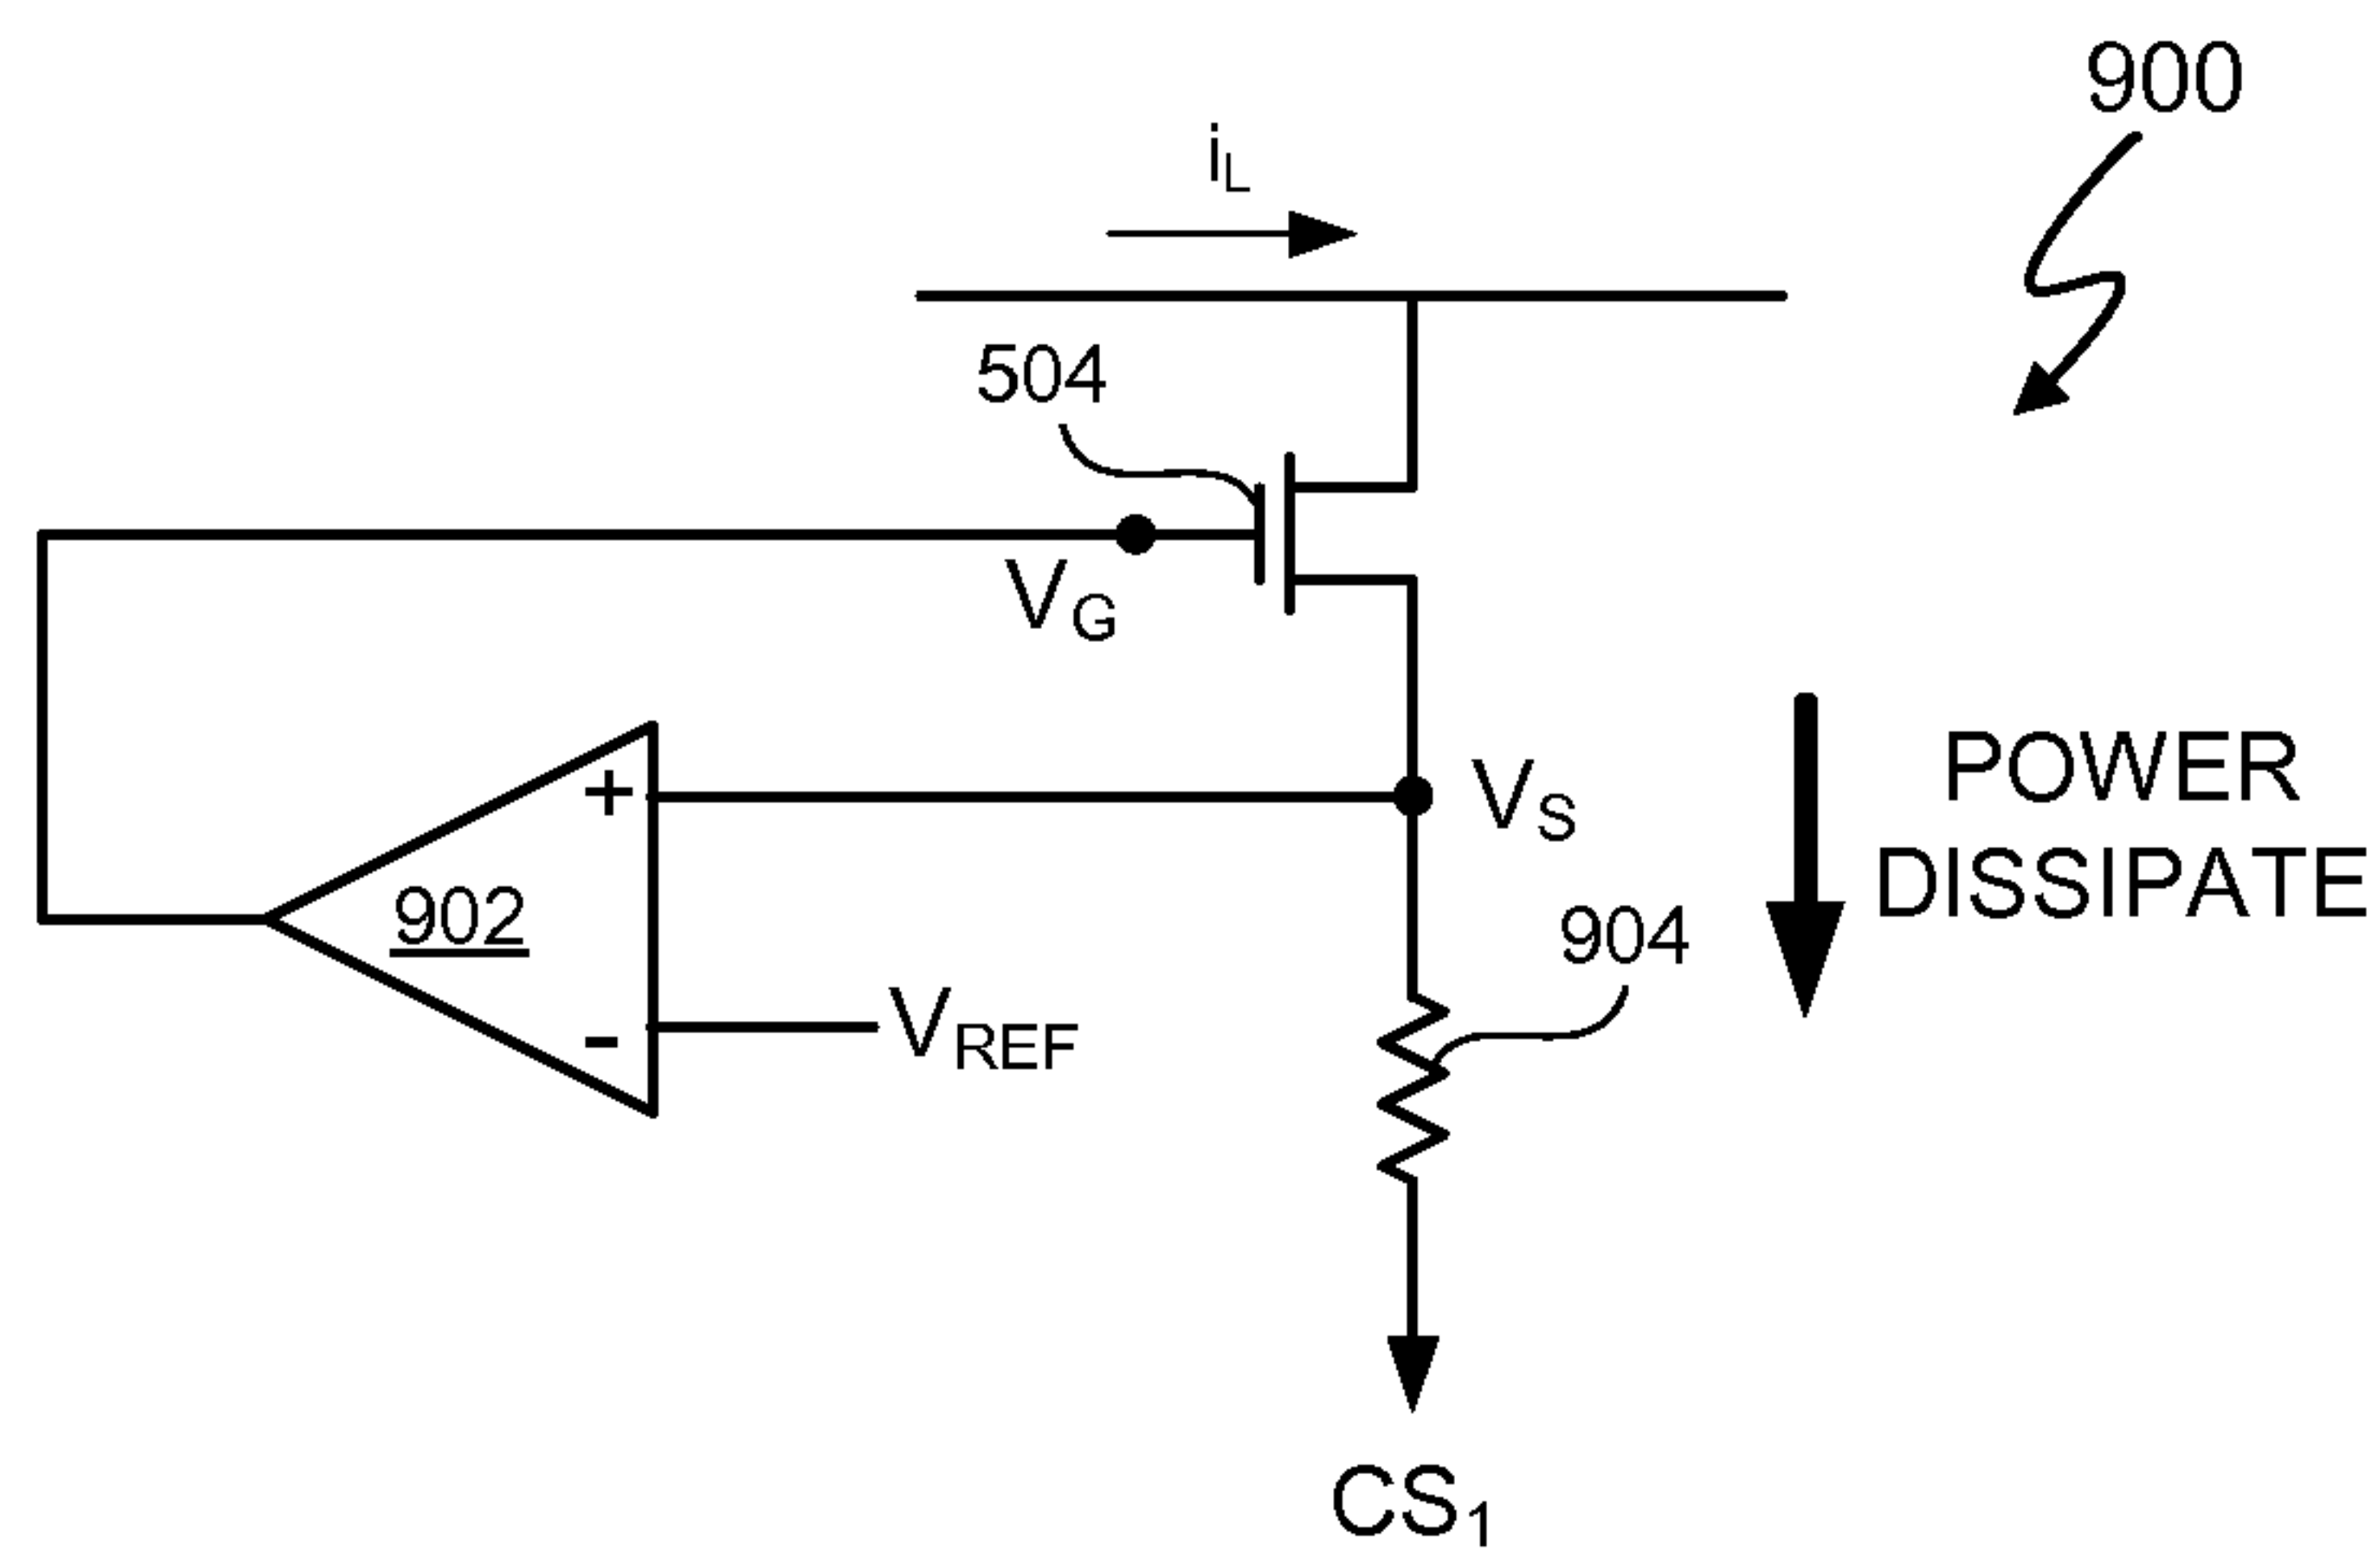 900
iL
504
VG
+
VS
POWER
DISSIPATE
902
904
-
VREF
CS1